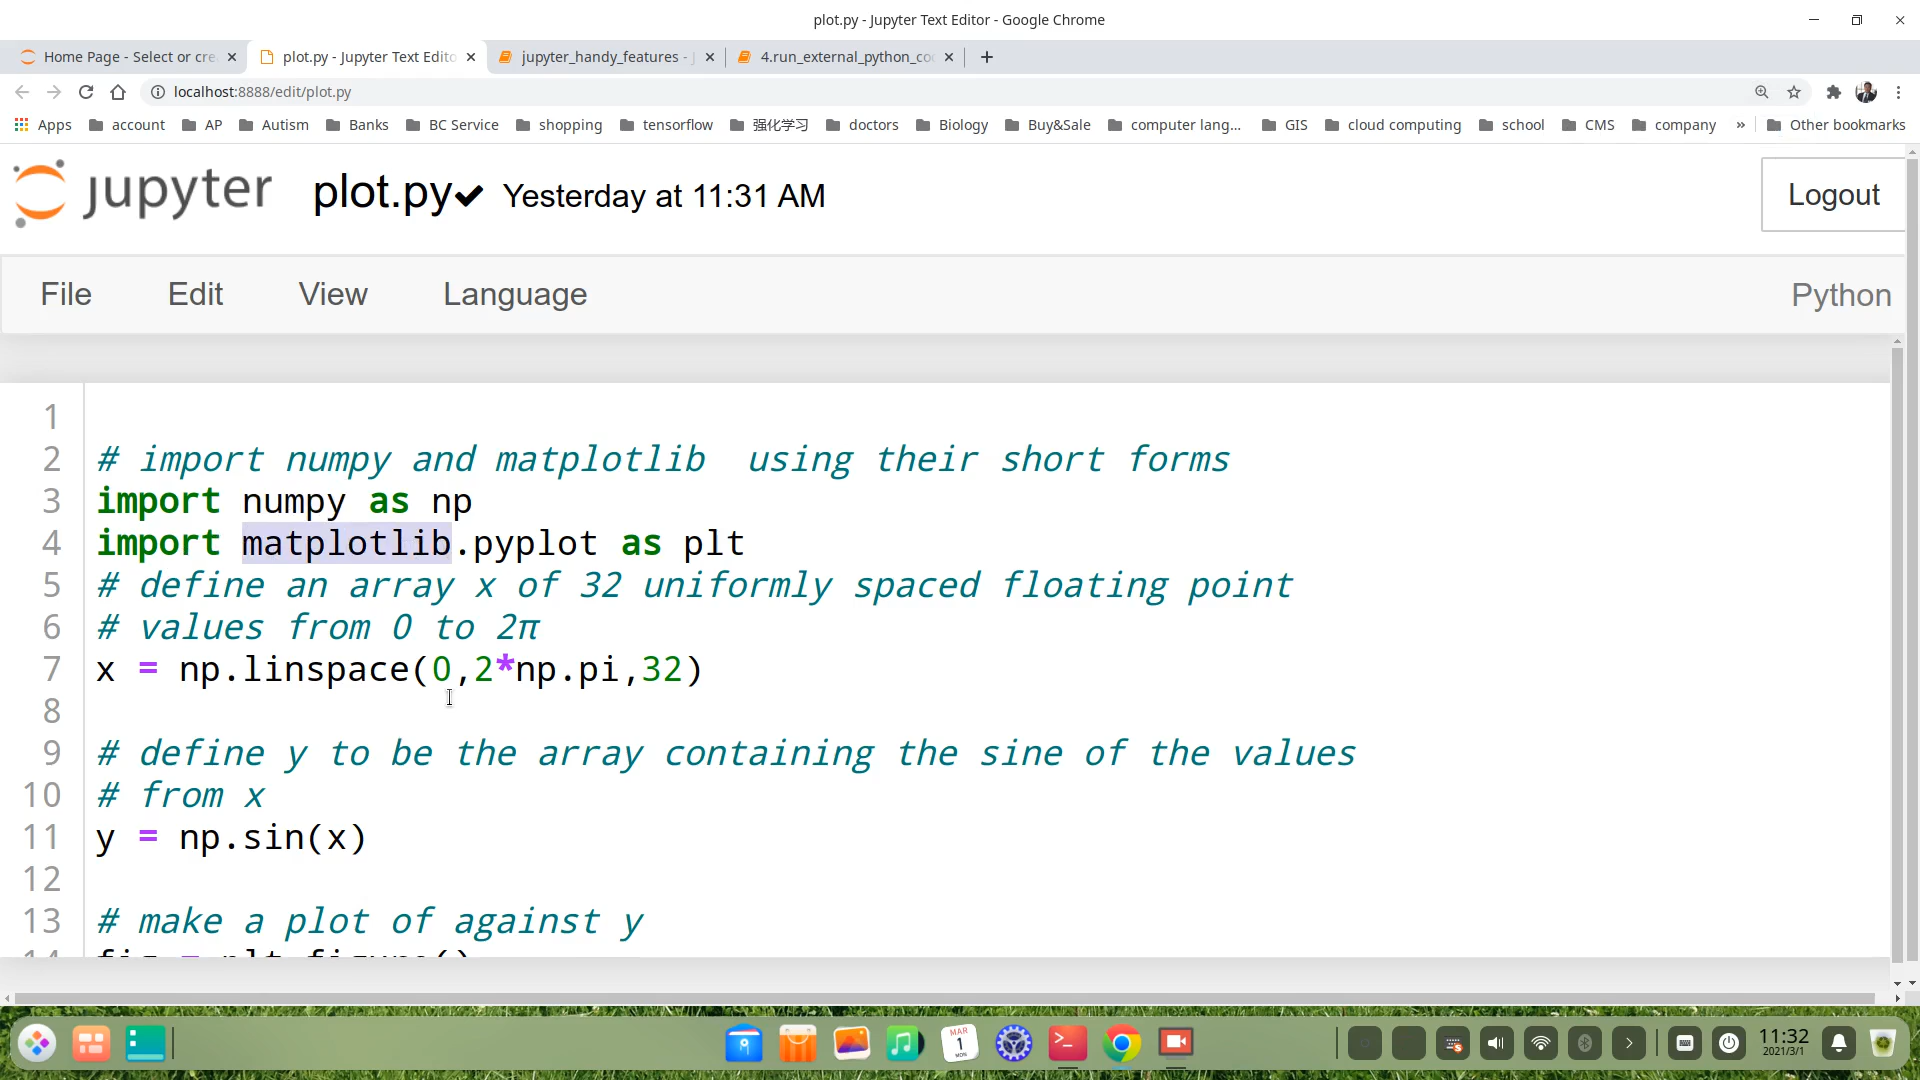 plot.py - Jupyter Text Editor - Google Chrome
Home Page - Select or cre
plot.py - Jupyter Text Edito
jupyter_handy_features - J
4.run_external_python_co
localhost:8888/edit/plot.py
Apps account AP Autism Banks BC Service shopping tensorflow 强化学习 doctors Biology Buy&Sale computer lang... GIS cloud computing school CMS company » Other bookmarks
jupyter plot.py✔ Yesterday at 11:31 AM Logout
File Edit View Language Python
1
2 # import numpy and matplotlib  using their short forms
3 import numpy as np
4 import matplotlib.pyplot as plt
5 # define an array x of 32 uniformly spaced floating point
6 # values from 0 to 2π
7 x = np.linspace(0,2*np.pi,32)
8
9 # define y to be the array containing the sine of the values
10 # from x
11 y = np.sin(x)
12
13 # make a plot of against y
14 fig = plt.figure()
MAR
1
MON
11:32
2021/3/1